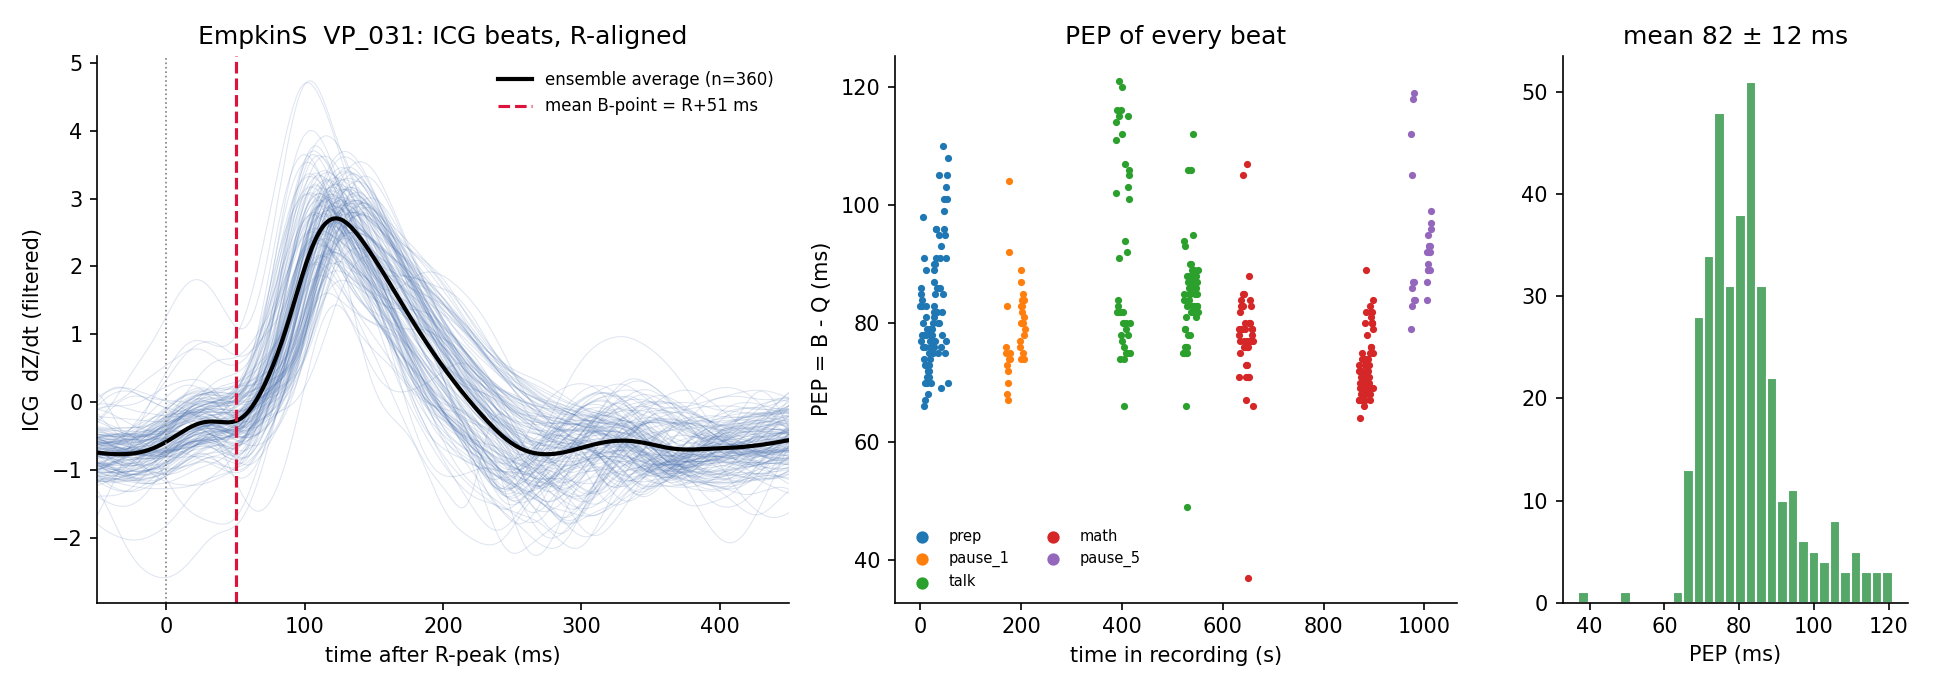 EmpkinS  VP_031: ICG beats, R-aligned
ICG  dZ/dt (filtered)
5
4
3
2
1
0
−1
−2
ensemble average (n=360)
mean B-point = R+51 ms
0
100
200
300
400
time after R-peak (ms)
PEP of every beat
PEP = B - Q (ms)
120
100
80
60
40
prep
pause_1
talk
math
pause_5
0
200
400
600
800
1000
time in recording (s)
mean 82 ± 12 ms
50
40
30
20
10
0
40
60
80
100
120
PEP (ms)